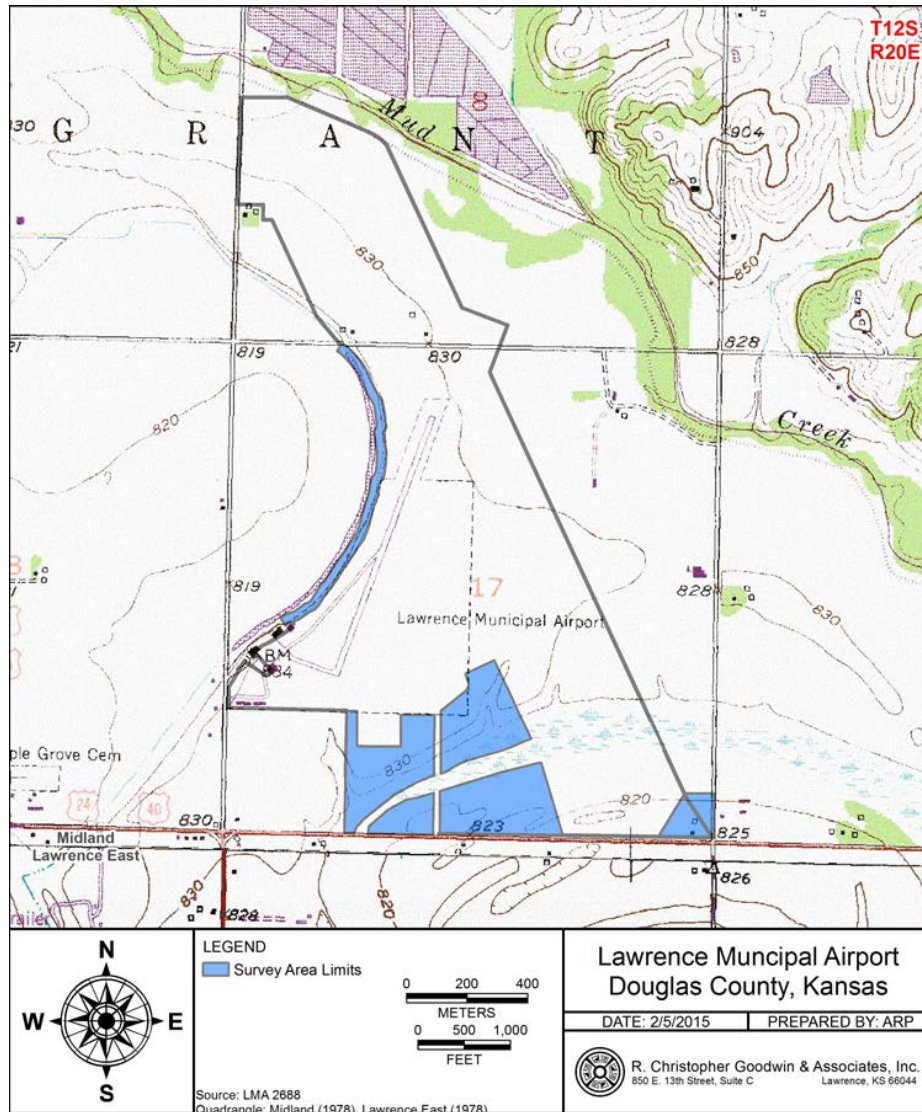 T12S
R20E
8
Mud
904
830
G R A N T
830
850
819
830
828
21
820
Creek
17
819
828
Lawrence Municipal Airport
830
BM
834
ple Grove Cem
830
24
40
830
823
820
825
Midland
Lawrence East
826
830
820
railer
828
N
W E
S
LEGEND
Survey Area Limits
0 200 400
METERS
0 500 1,000
FEET
Source: LMA 2688
Quadrangle: Midland (1978), Lawrence East (1978)
Lawrence Muncipal Airport
Douglas County, Kansas
DATE: 2/5/2015 PREPARED BY: ARP
R. Christopher Goodwin & Associates, Inc.
850 E. 13th Street, Suite C Lawrence, KS 66044